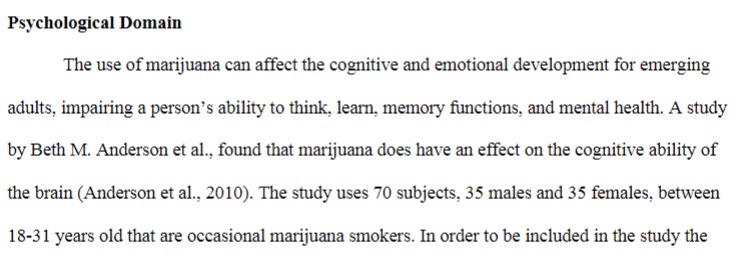 Psychological Domain
The use of marijuana can affect the cognitive and emotional development for emerging
adults, impairing a person’s ability to think, learn, memory functions, and mental health. A study
by Beth M. Anderson et al., found that marijuana does have an effect on the cognitive ability of
the brain (Anderson et al., 2010). The study uses 70 subjects, 35 males and 35 females, between
18-31 years old that are occasional marijuana smokers. In order to be included in the study the